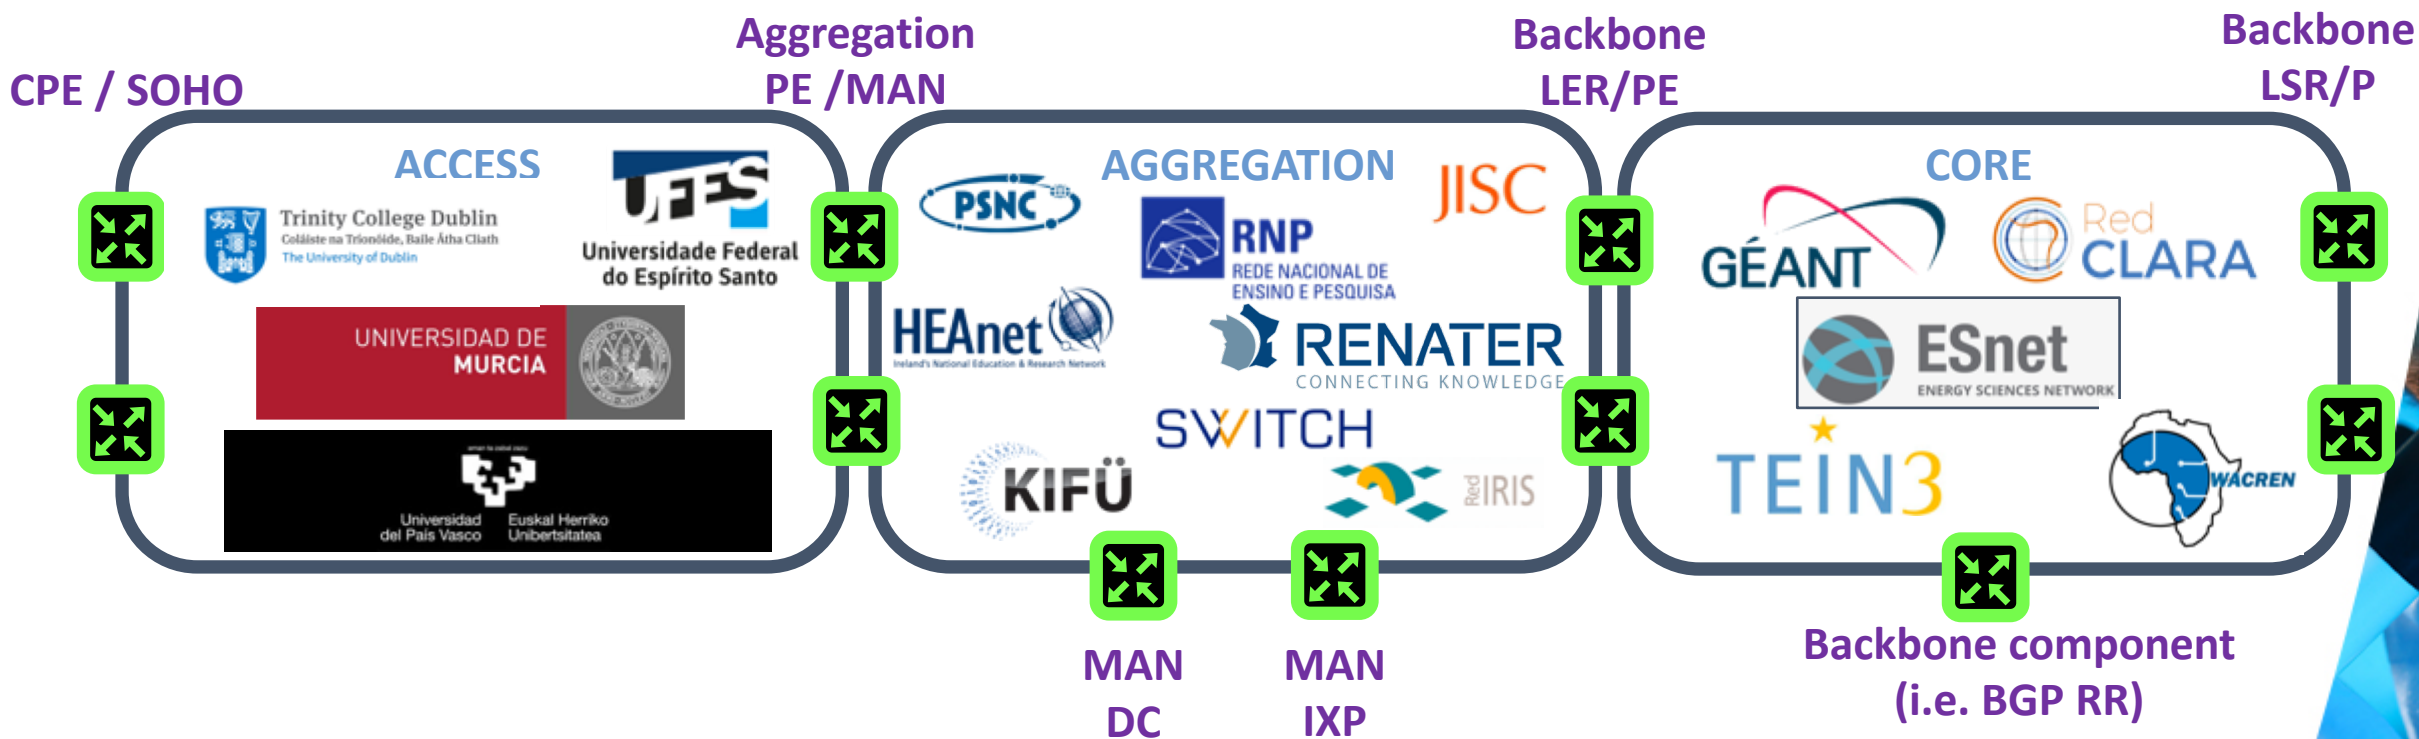 CPE / SOHO
Aggregation
PE /MAN
Backbone
LER/PE
Backbone
LSR/P
ACCESS
Trinity College Dublin
Coláiste na Tríonóide, Baile Átha Cliath
The University of Dublin
UFES
Universidade Federal
do Espírito Santo
UNIVERSIDAD DE
MURCIA
Universidad
del País Vasco
Euskal Herriko
Unibertsitatea
AGGREGATION
PSNC
JISC
RNP
REDE NACIONAL DE
ENSINO E PESQUISA
HEAnet
Ireland's National Education & Research Network
RENATER
CONNECTING KNOWLEDGE
SWITCH
KIFÜ
RedIRIS
CORE
GÉANT
Red
CLARA
ESnet
ENERGY SCIENCES NETWORK
TEIN3
WACREN
MAN
DC
MAN
IXP
Backbone component
(i.e. BGP RR)